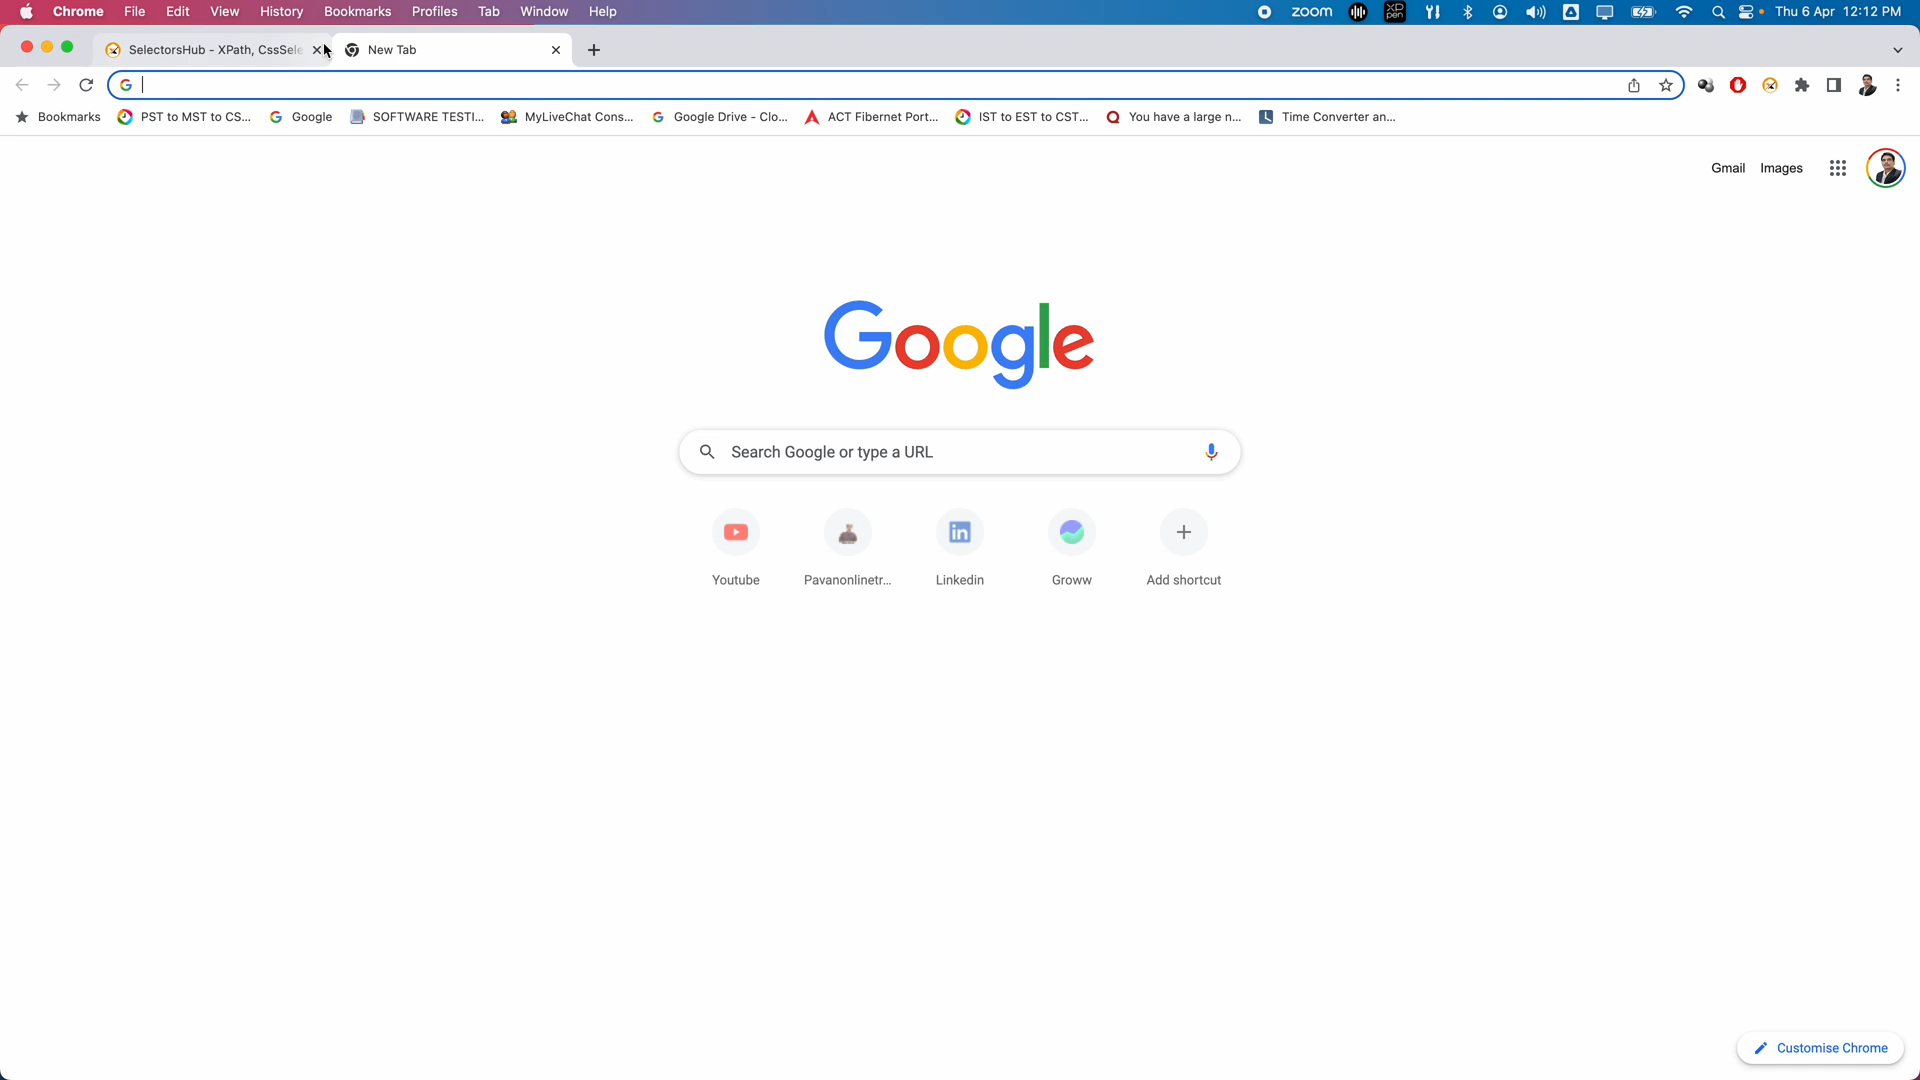 Chrome File Edit View History Bookmarks Profiles Tab Window Help zoom XP pen Thu 6 Apr 12:12 PM
SelectorsHub - XPath, CssSele New Tab
Bookmarks PST to MST to CS... Google SOFTWARE TESTI... MyLiveChat Cons... Google Drive - Clo... ACT Fibernet Port... IST to EST to CST... You have a large n... Time Converter an...
Gmail Images
Google
Search Google or type a URL
Youtube Pavanonlinetr... Linkedin Groww Add shortcut
Customise Chrome